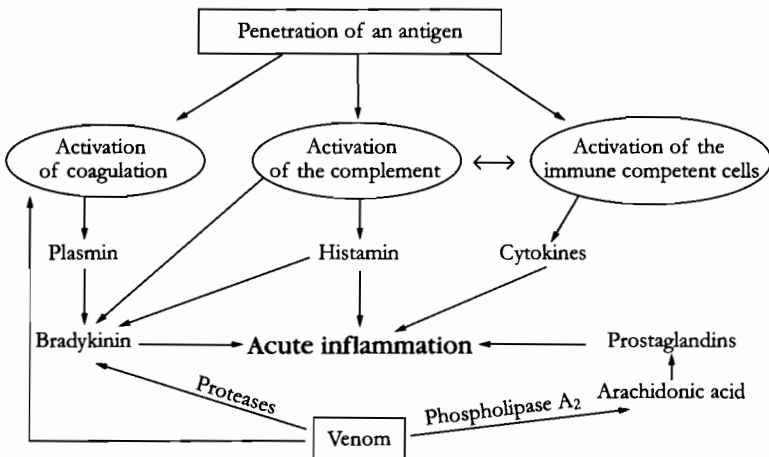 Penetration of an antigen
Activation
of coagulation
Activation
of the complement
Activation of the
immune competent cells
Plasmin
Histamin
Cytokines
Bradykinin
Acute inflammation
Prostaglandins
Proteases
Phospholipase A₂
Arachidonic acid
Venom